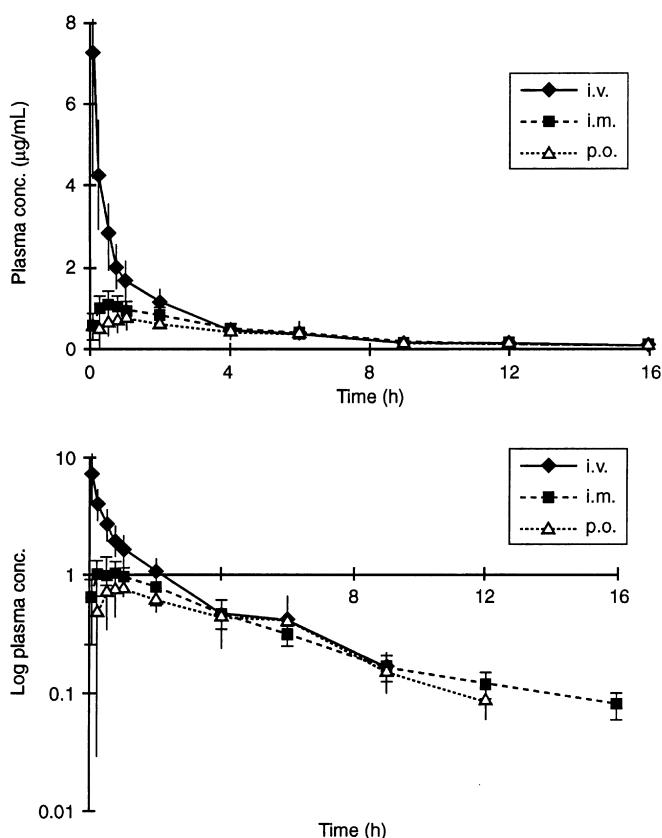 8
6
4
2
0
Plasma conc. (µg/mL)
i.v.
i.m.
p.o.
0 4 8 12 16
Time (h)
10
1
0.1
0.01
Log plasma conc.
i.v.
i.m.
p.o.
4 8 12 16
Time (h)